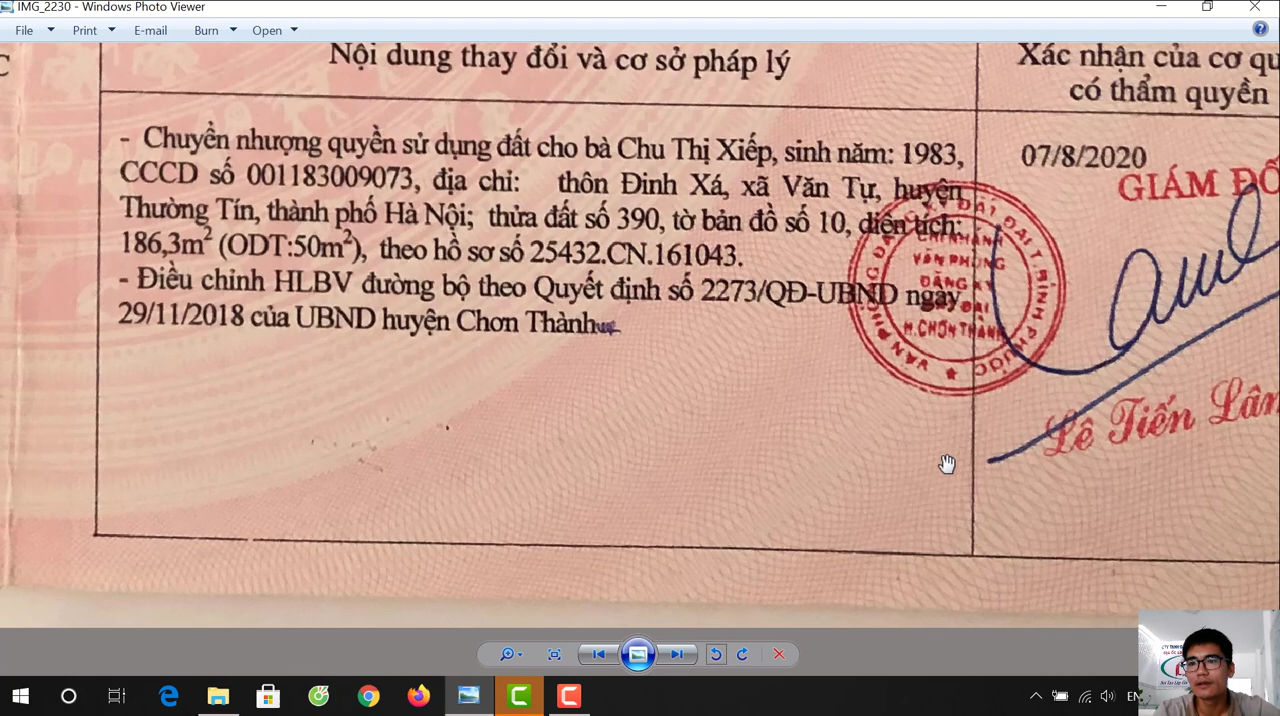 IMG_2230 - Windows Photo Viewer
File Print E-mail Burn Open
Nội dung thay đổi và cơ sở pháp lý
Xác nhận của cơ
có thẩm quyền
- Chuyển nhượng quyền sử dụng đất cho bà Chu Thị Xiếp, sinh năm: 1983,
CCCD số 001183009073, địa chỉ: thôn Đinh Xá, xã Văn Tự, huyện
Thường Tín, thành phố Hà Nội; thửa đất số 390, tờ bản đồ số 10, diện tích:
186,3m² (ODT:50m²), theo hồ sơ số 25432.CN.161043.
- Điều chỉnh HLBV đường bộ theo Quyết định số 2273/QĐ-UBND ngày
29/11/2018 của UBND huyện Chơn Thành
07/8/2020
GIÁM ĐỐ
CHI NHÁNH
VĂN PHÒNG
ĐĂNG KÝ
ĐẤT ĐAI
H.CHƠN THÀNH
Lê Tiến Lâm